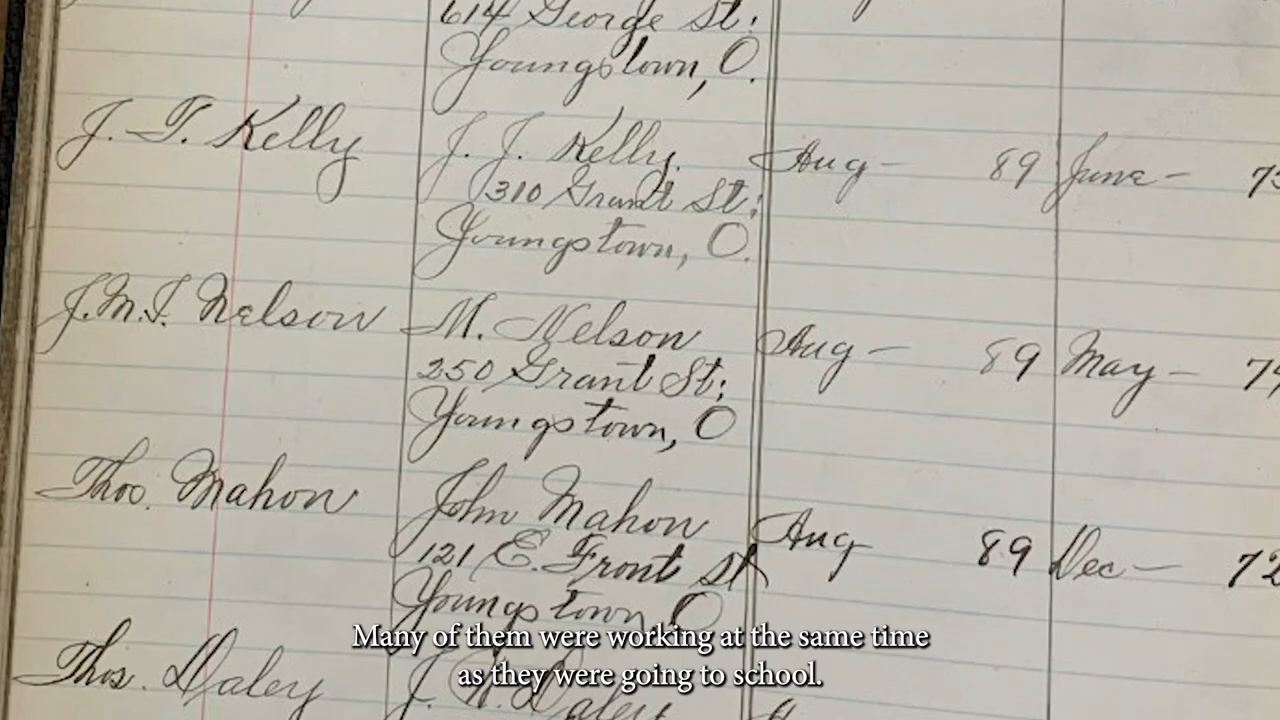 614 George St.
Youngstown, O.
J. T. Kelly J. J. Kelly. Aug - 89 June -
310 Grant St.
Youngstown, O.
J.M.J. Nelson M. Nelson Aug - 89 May -
250 Grant St.
Youngstown, O
Thos. Mahon John Mahon Aug 89 Dec - 72
121 E. Front St
Youngstown, O
Thos. Daley J. W. Daley
Many of them were working at the same time
as they were going to school.